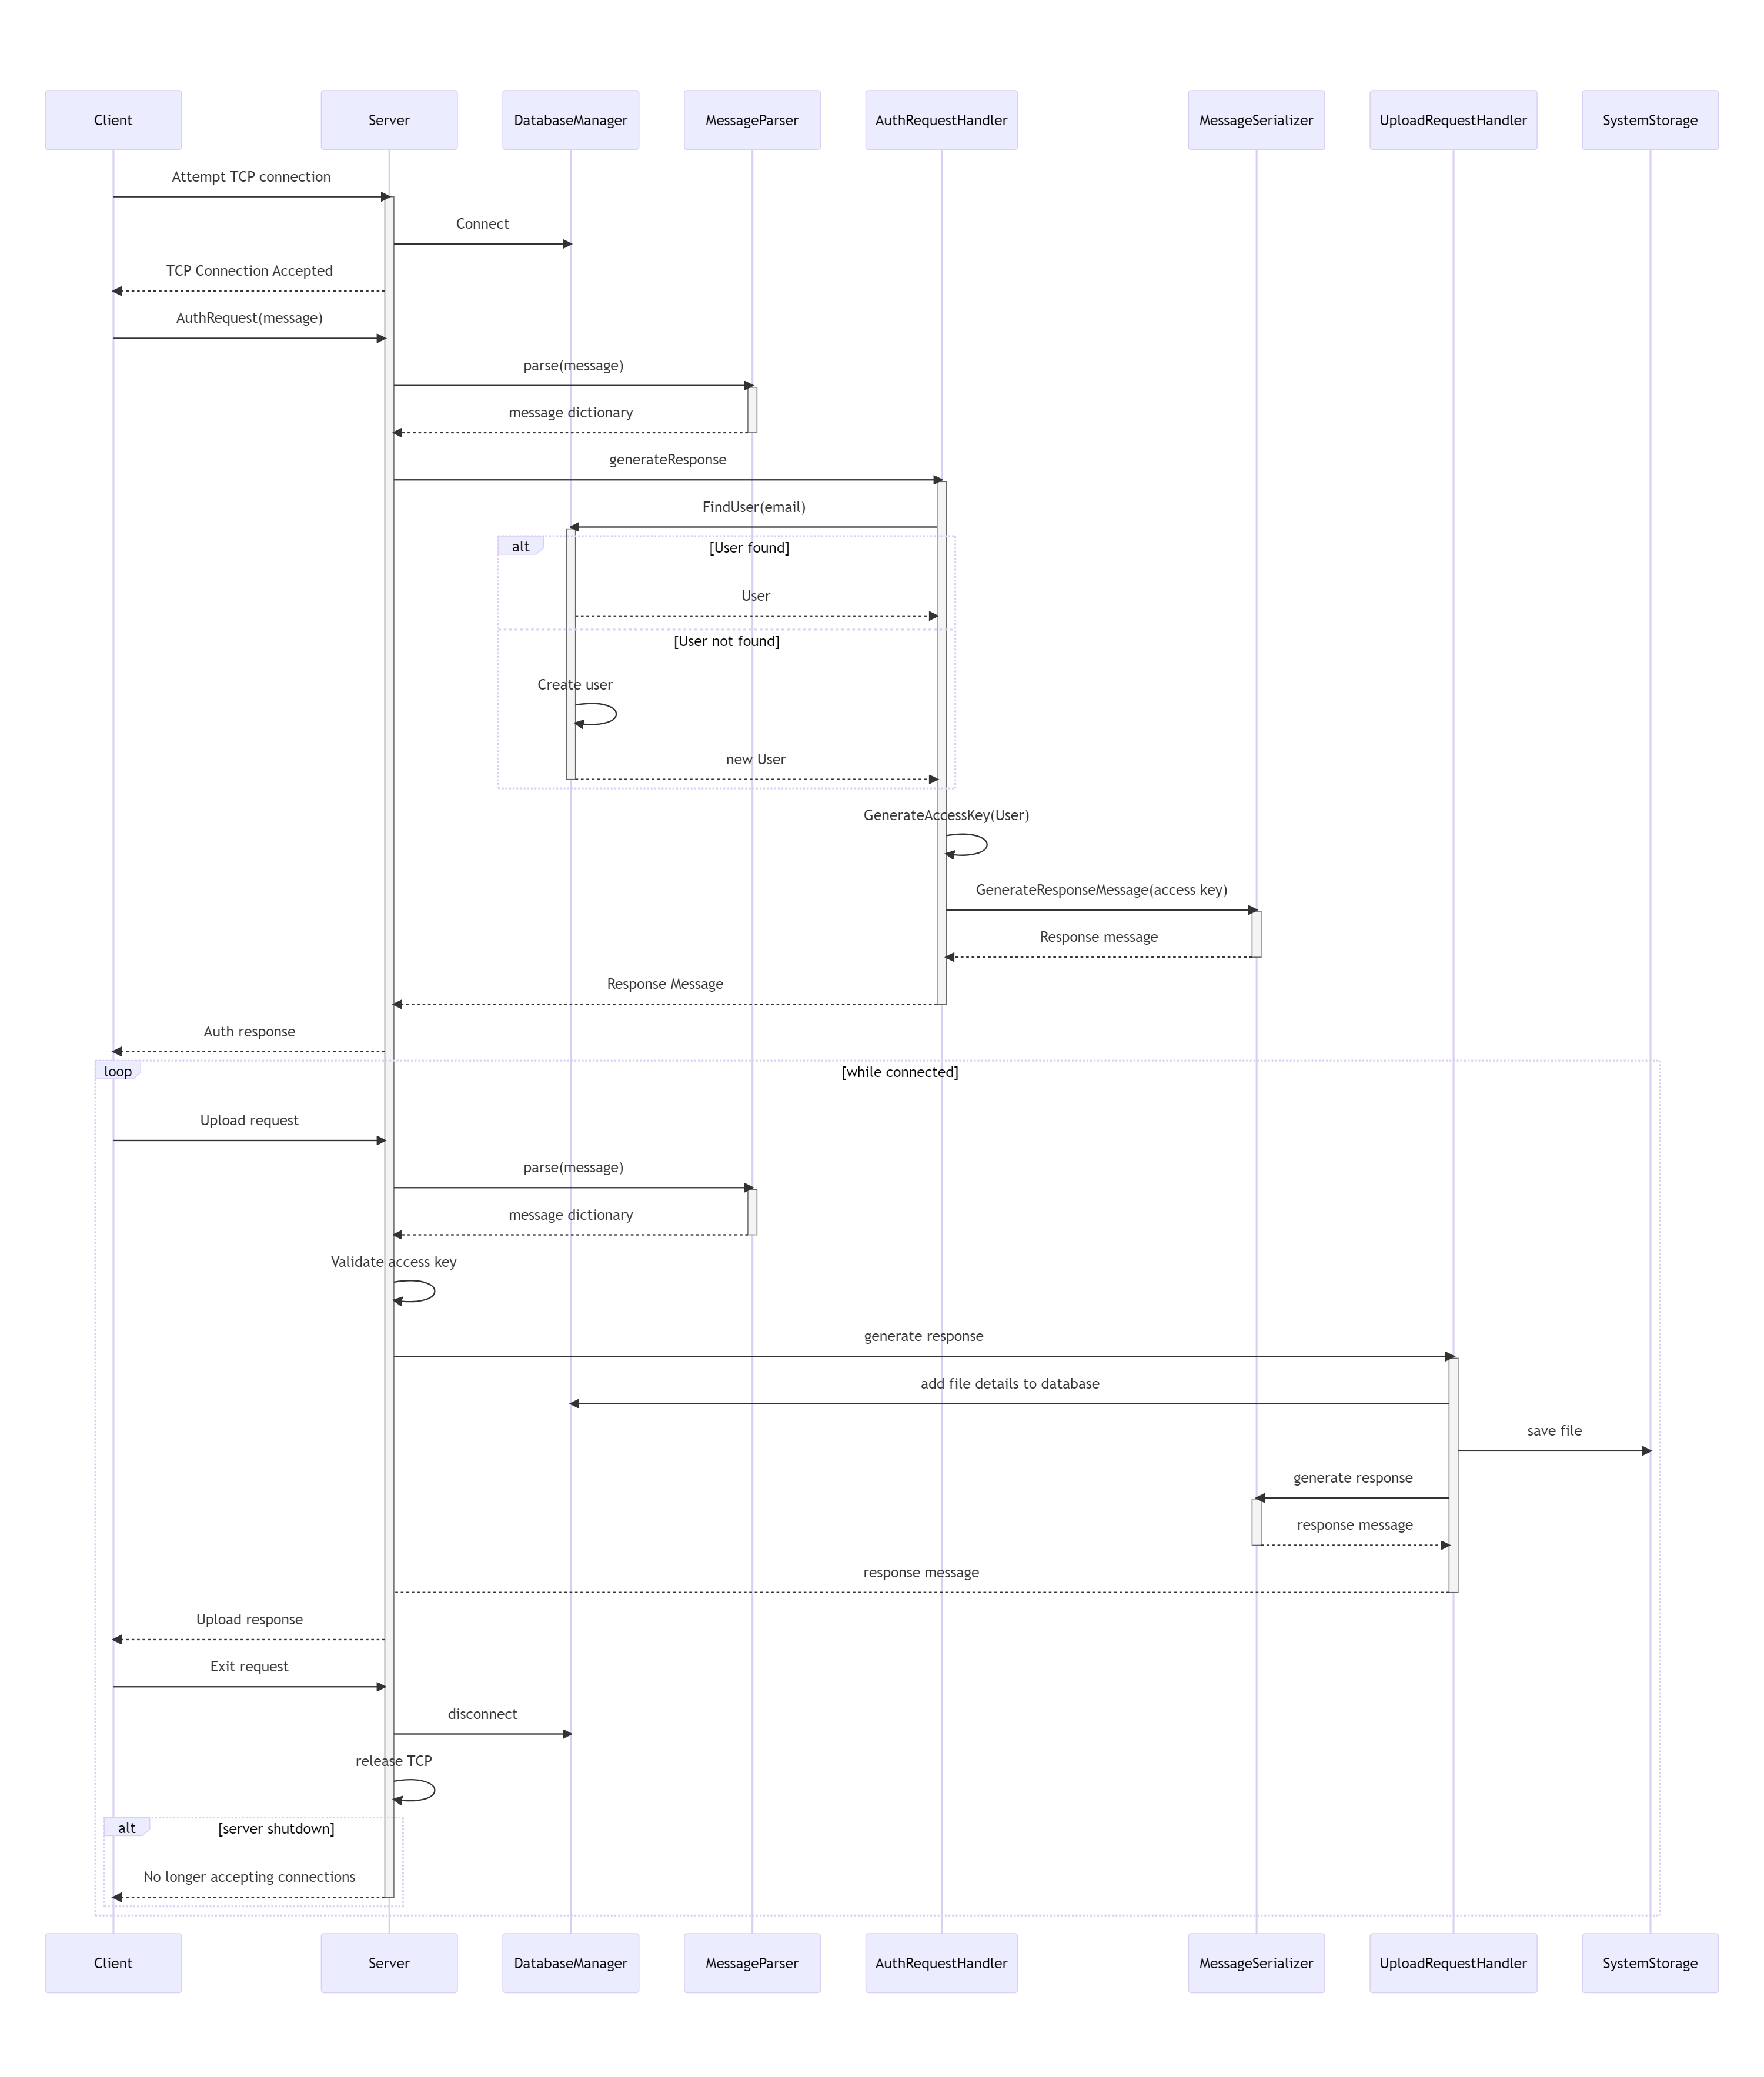 Client
Server
DatabaseManager
MessageParser
AuthRequestHandler
MessageSerializer
UploadRequestHandler
SystemStorage
Attempt TCP connection
Connect
TCP Connection Accepted
AuthRequest(message)
parse(message)
message dictionary
generateResponse
FindUser(email)
alt
[User found]
User
[User not found]
Create user
new User
GenerateAccessKey(User)
GenerateResponseMessage(access key)
Response message
Response Message
Auth response
loop
[while connected]
Upload request
parse(message)
message dictionary
Validate access key
generate response
add file details to database
save file
generate response
response message
response message
Upload response
Exit request
disconnect
release TCP
alt
[server shutdown]
No longer accepting connections
Client
Server
DatabaseManager
MessageParser
AuthRequestHandler
MessageSerializer
UploadRequestHandler
SystemStorage